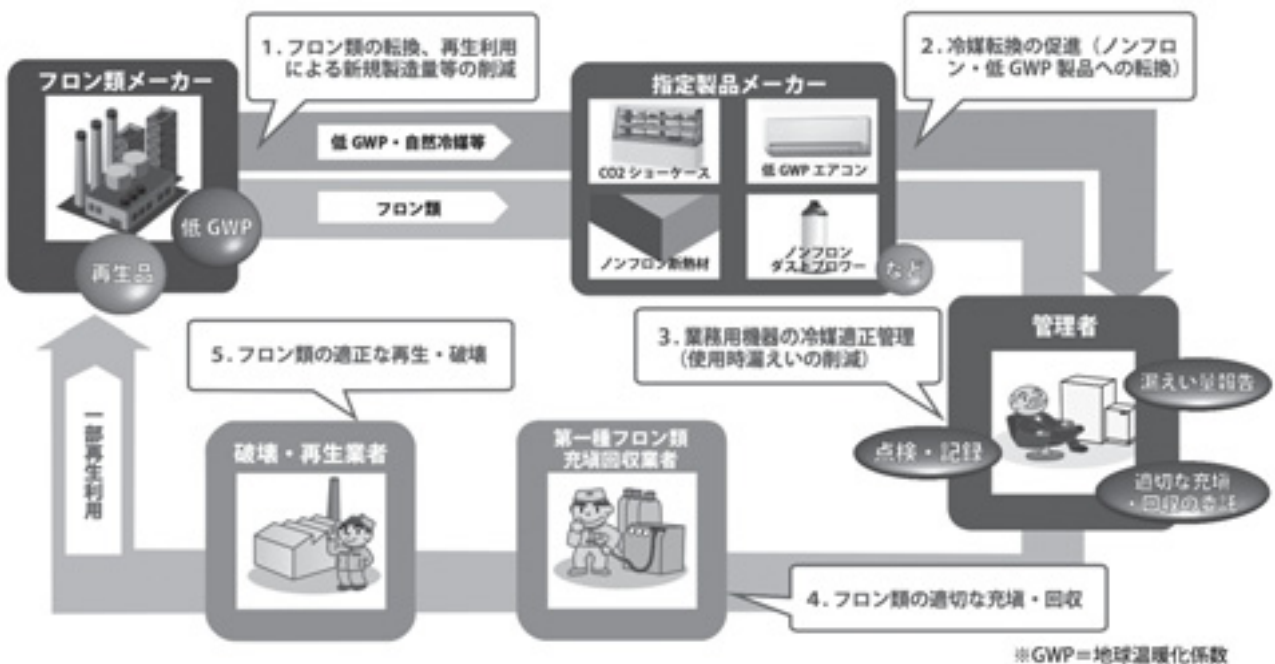 1. フロン類の転換、再生利用
による新規製造量等の削減
2. 冷媒転換の促進（ノンフロ
ン・低 GWP 製品への転換）
フロン類メーカー
低 GWP
再生品
低 GWP・自然冷媒等
フロン類
指定製品メーカー
CO2 ショーケース
低 GWP エアコン
ノンフロン断熱材
ノンフロン
ダストブロワー
など
管理者
漏えい量報告
点検・記録
適切な充塡
・回収の委託
3. 業務用機器の冷媒適正管理
（使用時漏えいの削減）
5. フロン類の適正な再生・破壊
一部再生利用
破壊・再生業者
第一種フロン類
充塡回収業者
4. フロン類の適切な充塡・回収
※GWP＝地球温暖化係数